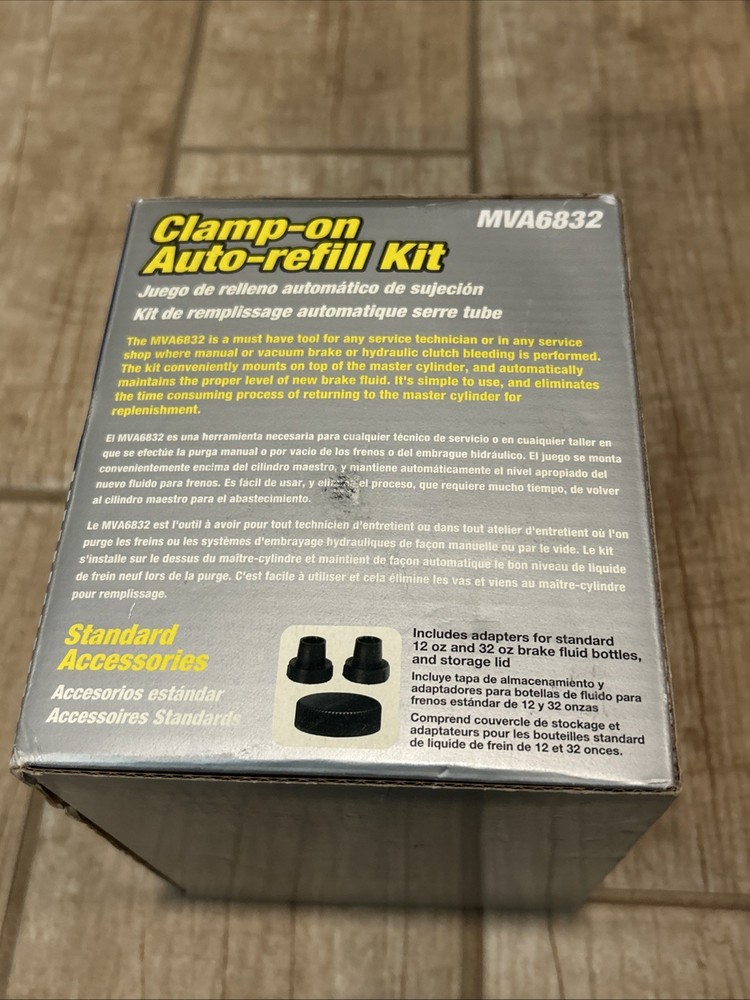 Clamp-on
Auto-refill Kit
MVA6832
Juego de relleno automático de sujeción
Kit de remplissage automatique serre tube
The MVA6832 is a must have tool for any service technician or in any service
shop where manual or vacuum brake or hydraulic clutch bleeding is performed.
The kit conveniently mounts on top of the master cylinder, and automatically
maintains the proper level of new brake fluid. It's simple to use, and eliminates
the time consuming process of returning to the master cylinder for
replenishment.
El MVA6832 es una herramienta necesaria para cualquier técnico de servicio o en cuaiquier taller en
que se efectúe la purga manual o por vacío de los frenos o del embrague hidráulico. El juego se monta
convenientemente encima del cilindro maestro, y mantiene automáticamente el nivel apropiado del
nuevo fluido para frenos. Es fácil de usar, y el proceso, que requiere mucho tiempo, de volver
al cilindro maestro para el abastecimiento.
Le MVA6832 est l'outil à avoir pour tout technicien d'entretient ou dans tout atelier d'entretient où l'on
purge les freins ou les systèmes d'embrayage hydrauliques de façon manuelle ou par le vide. Le kit
s'installe sur le dessus du maître-cylindre et maintient de façon automatique le bon niveau de liquide
de frein neuf lors de la purge. C'est facile à utiliser et cela élimine les vas et viens au maître-cylindre
pour remplissage.
Standard
Accessories
Accesorios estándar
Accessoires Standards
Includes adapters for standard
12 oz and 32 oz brake fluid bottles,
and storage lid
Incluye tapa de almacenamiento y
adaptadores para botellas de fluido para
frenos estándar de 12 y 32 onzas
Comprend couvercle de stockage et
adaptateurs pour les bouteilles standard
de liquide de frein de 12 et 32 onces.